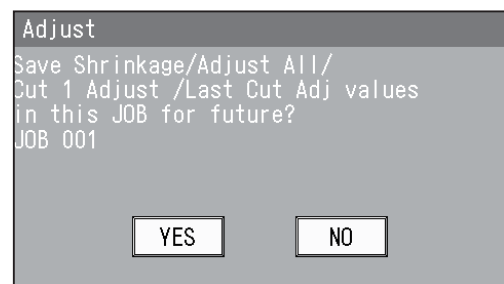 Adjust
Save Shrinkage/Adjust All/
Cut 1 Adjust /Last Cut Adj values
in this JOB for future?
JOB 001
YES NO